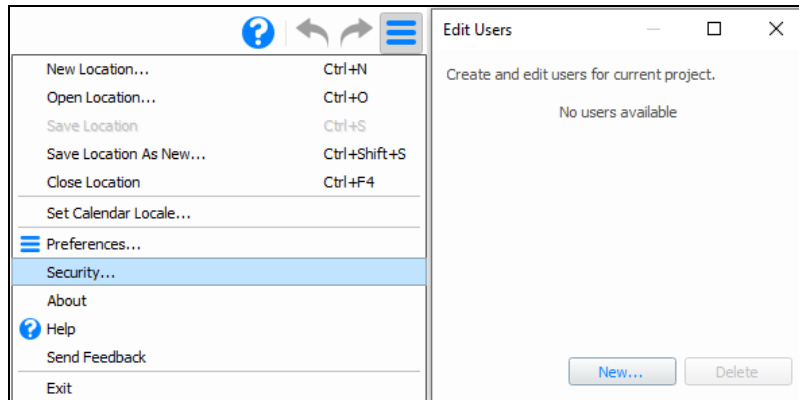 ?
New Location... Ctrl+N
Open Location... Ctrl+O
Save Location Ctrl+S
Save Location As New... Ctrl+Shift+S
Close Location Ctrl+F4
Set Calendar Locale...
Preferences...
Security...
About
? Help
Send Feedback
Exit
Edit Users
Create and edit users for current project.
No users available
New... Delete